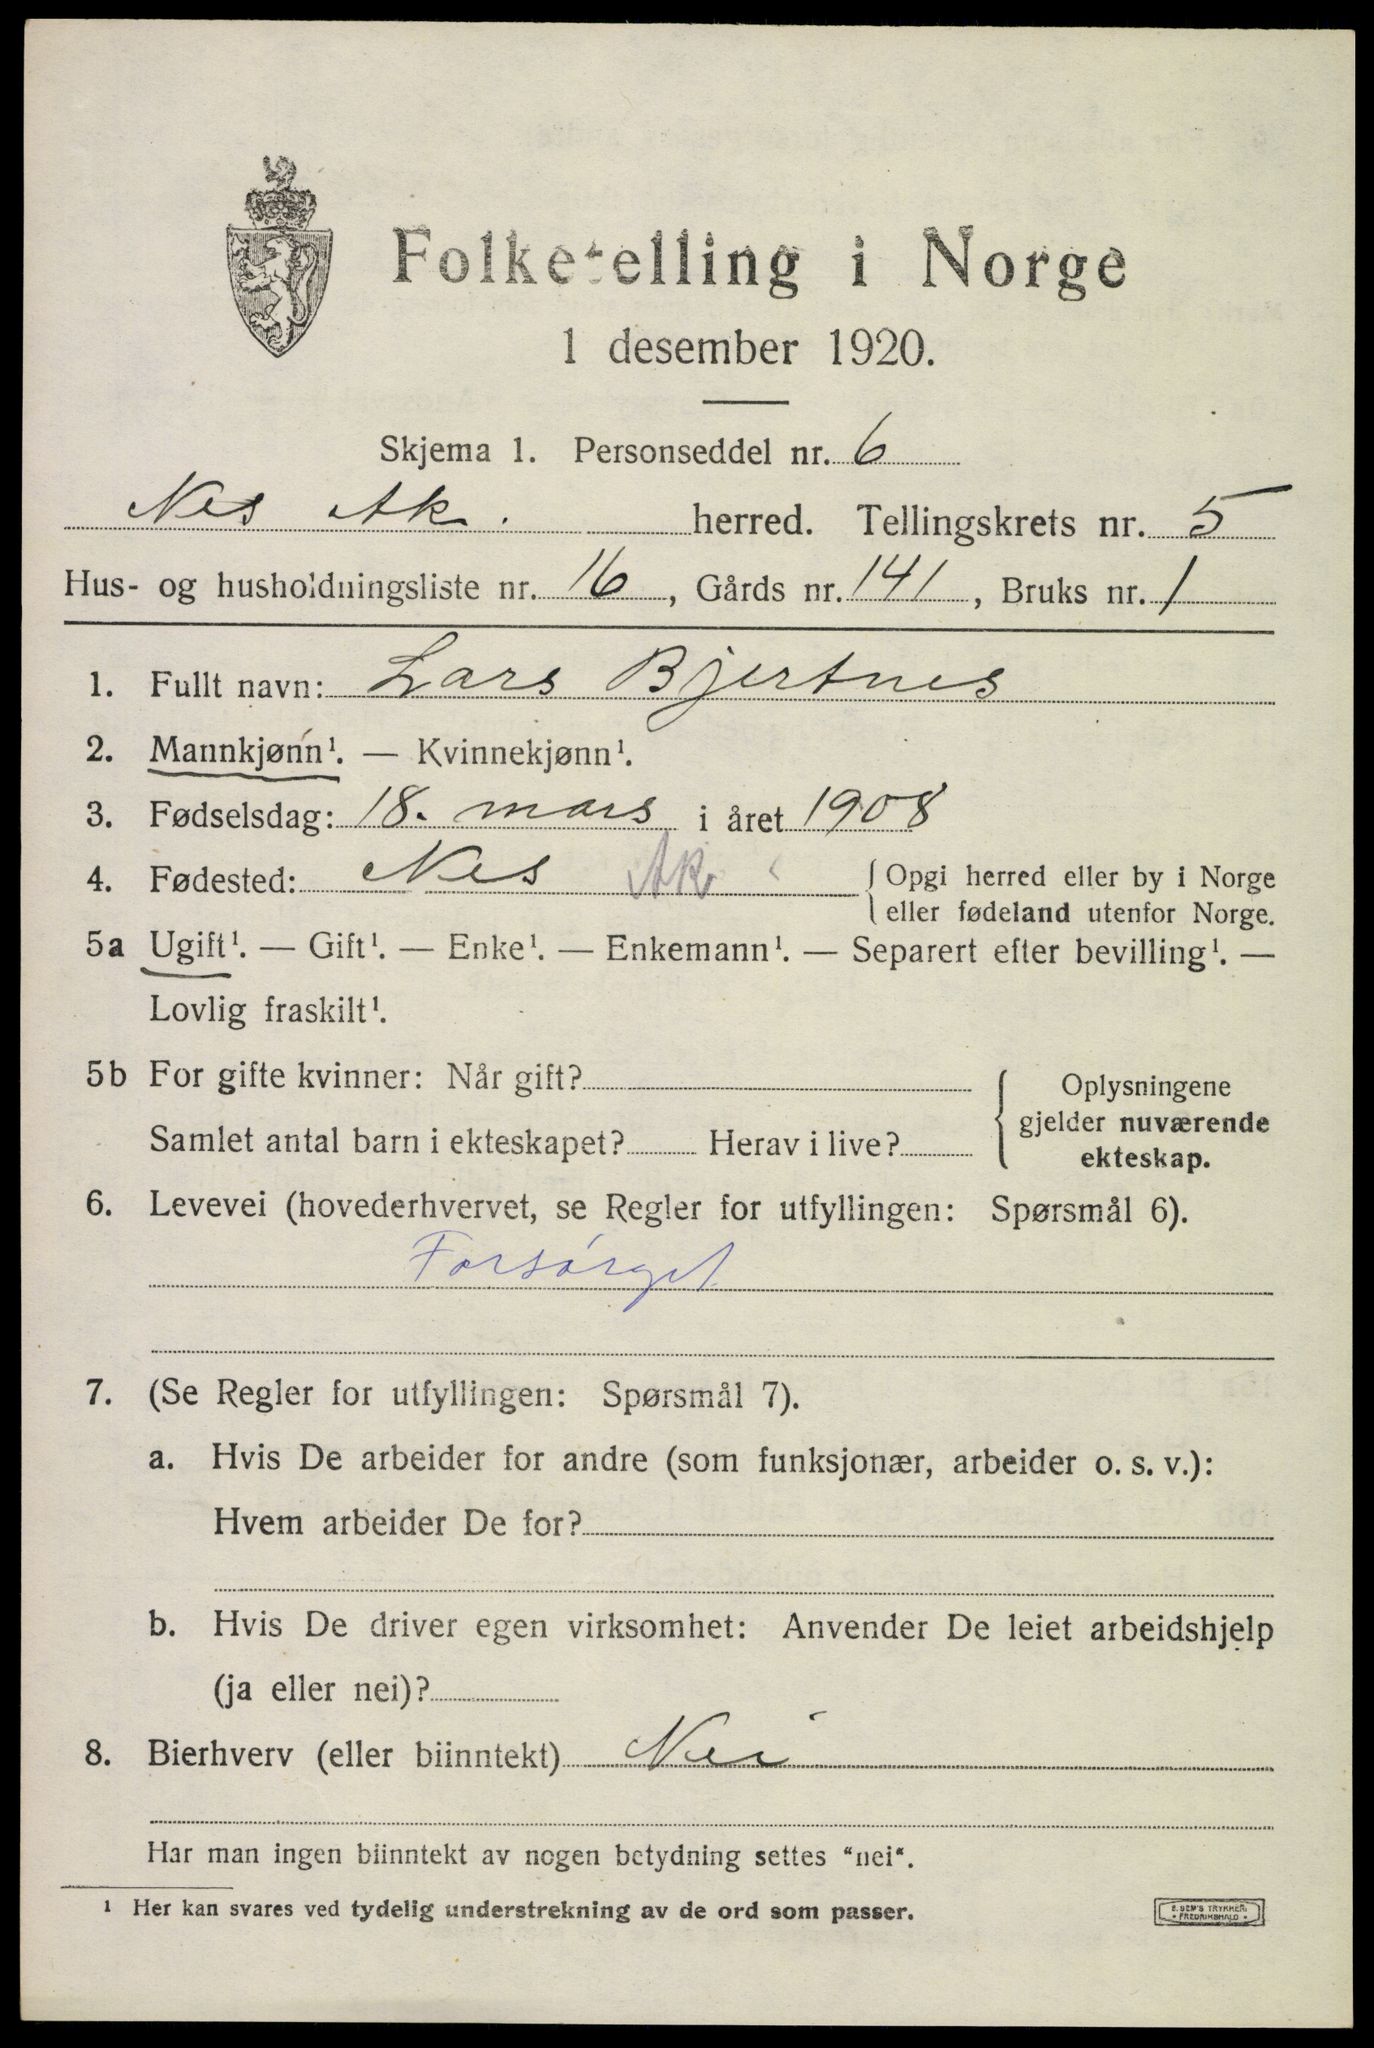 Folketelling i Norge
1 desember 1920.
Skjema 1. Personseddel nr. 6
Nes Ak. herred. Tellingskrets nr. 5
Hus- og husholdningsliste nr. 16, Gårds nr. 141, Bruks nr. 1
1. Fullt navn: Lars Bjertnes
2. Mannkjønn¹. — Kvinnekjønn¹.
3. Fødselsdag: 18. mars i året 1908
4. Fødested: Nes Ak. { Opgi herred eller by i Norge
eller fødeland utenfor Norge.
5a Ugift¹. — Gift¹. — Enke¹. — Enkemann¹. — Separert efter bevilling¹. —
Lovlig fraskilt¹.
5b For gifte kvinner: Når gift?
Samlet antal barn i ekteskapet? Herav i live?
{ Oplysningene
gjelder nuværende
ekteskap.
6. Levevei (hovederhvervet, se Regler for utfyllingen: Spørsmål 6).
Forsörget
7. (Se Regler for utfyllingen: Spørsmål 7).
a. Hvis De arbeider for andre (som funksjonær, arbeider o. s. v.):
Hvem arbeider De for?
b. Hvis De driver egen virksomhet: Anvender De leiet arbeidshjelp
(ja eller nei)?
8. Bierhverv (eller biinntekt) Nei
Har man ingen biinntekt av nogen betydning settes "nei".
¹ Her kan svares ved tydelig understrekning av de ord som passer.
E. SEM'S TRYKKERI
• FREDRIKSHALD •